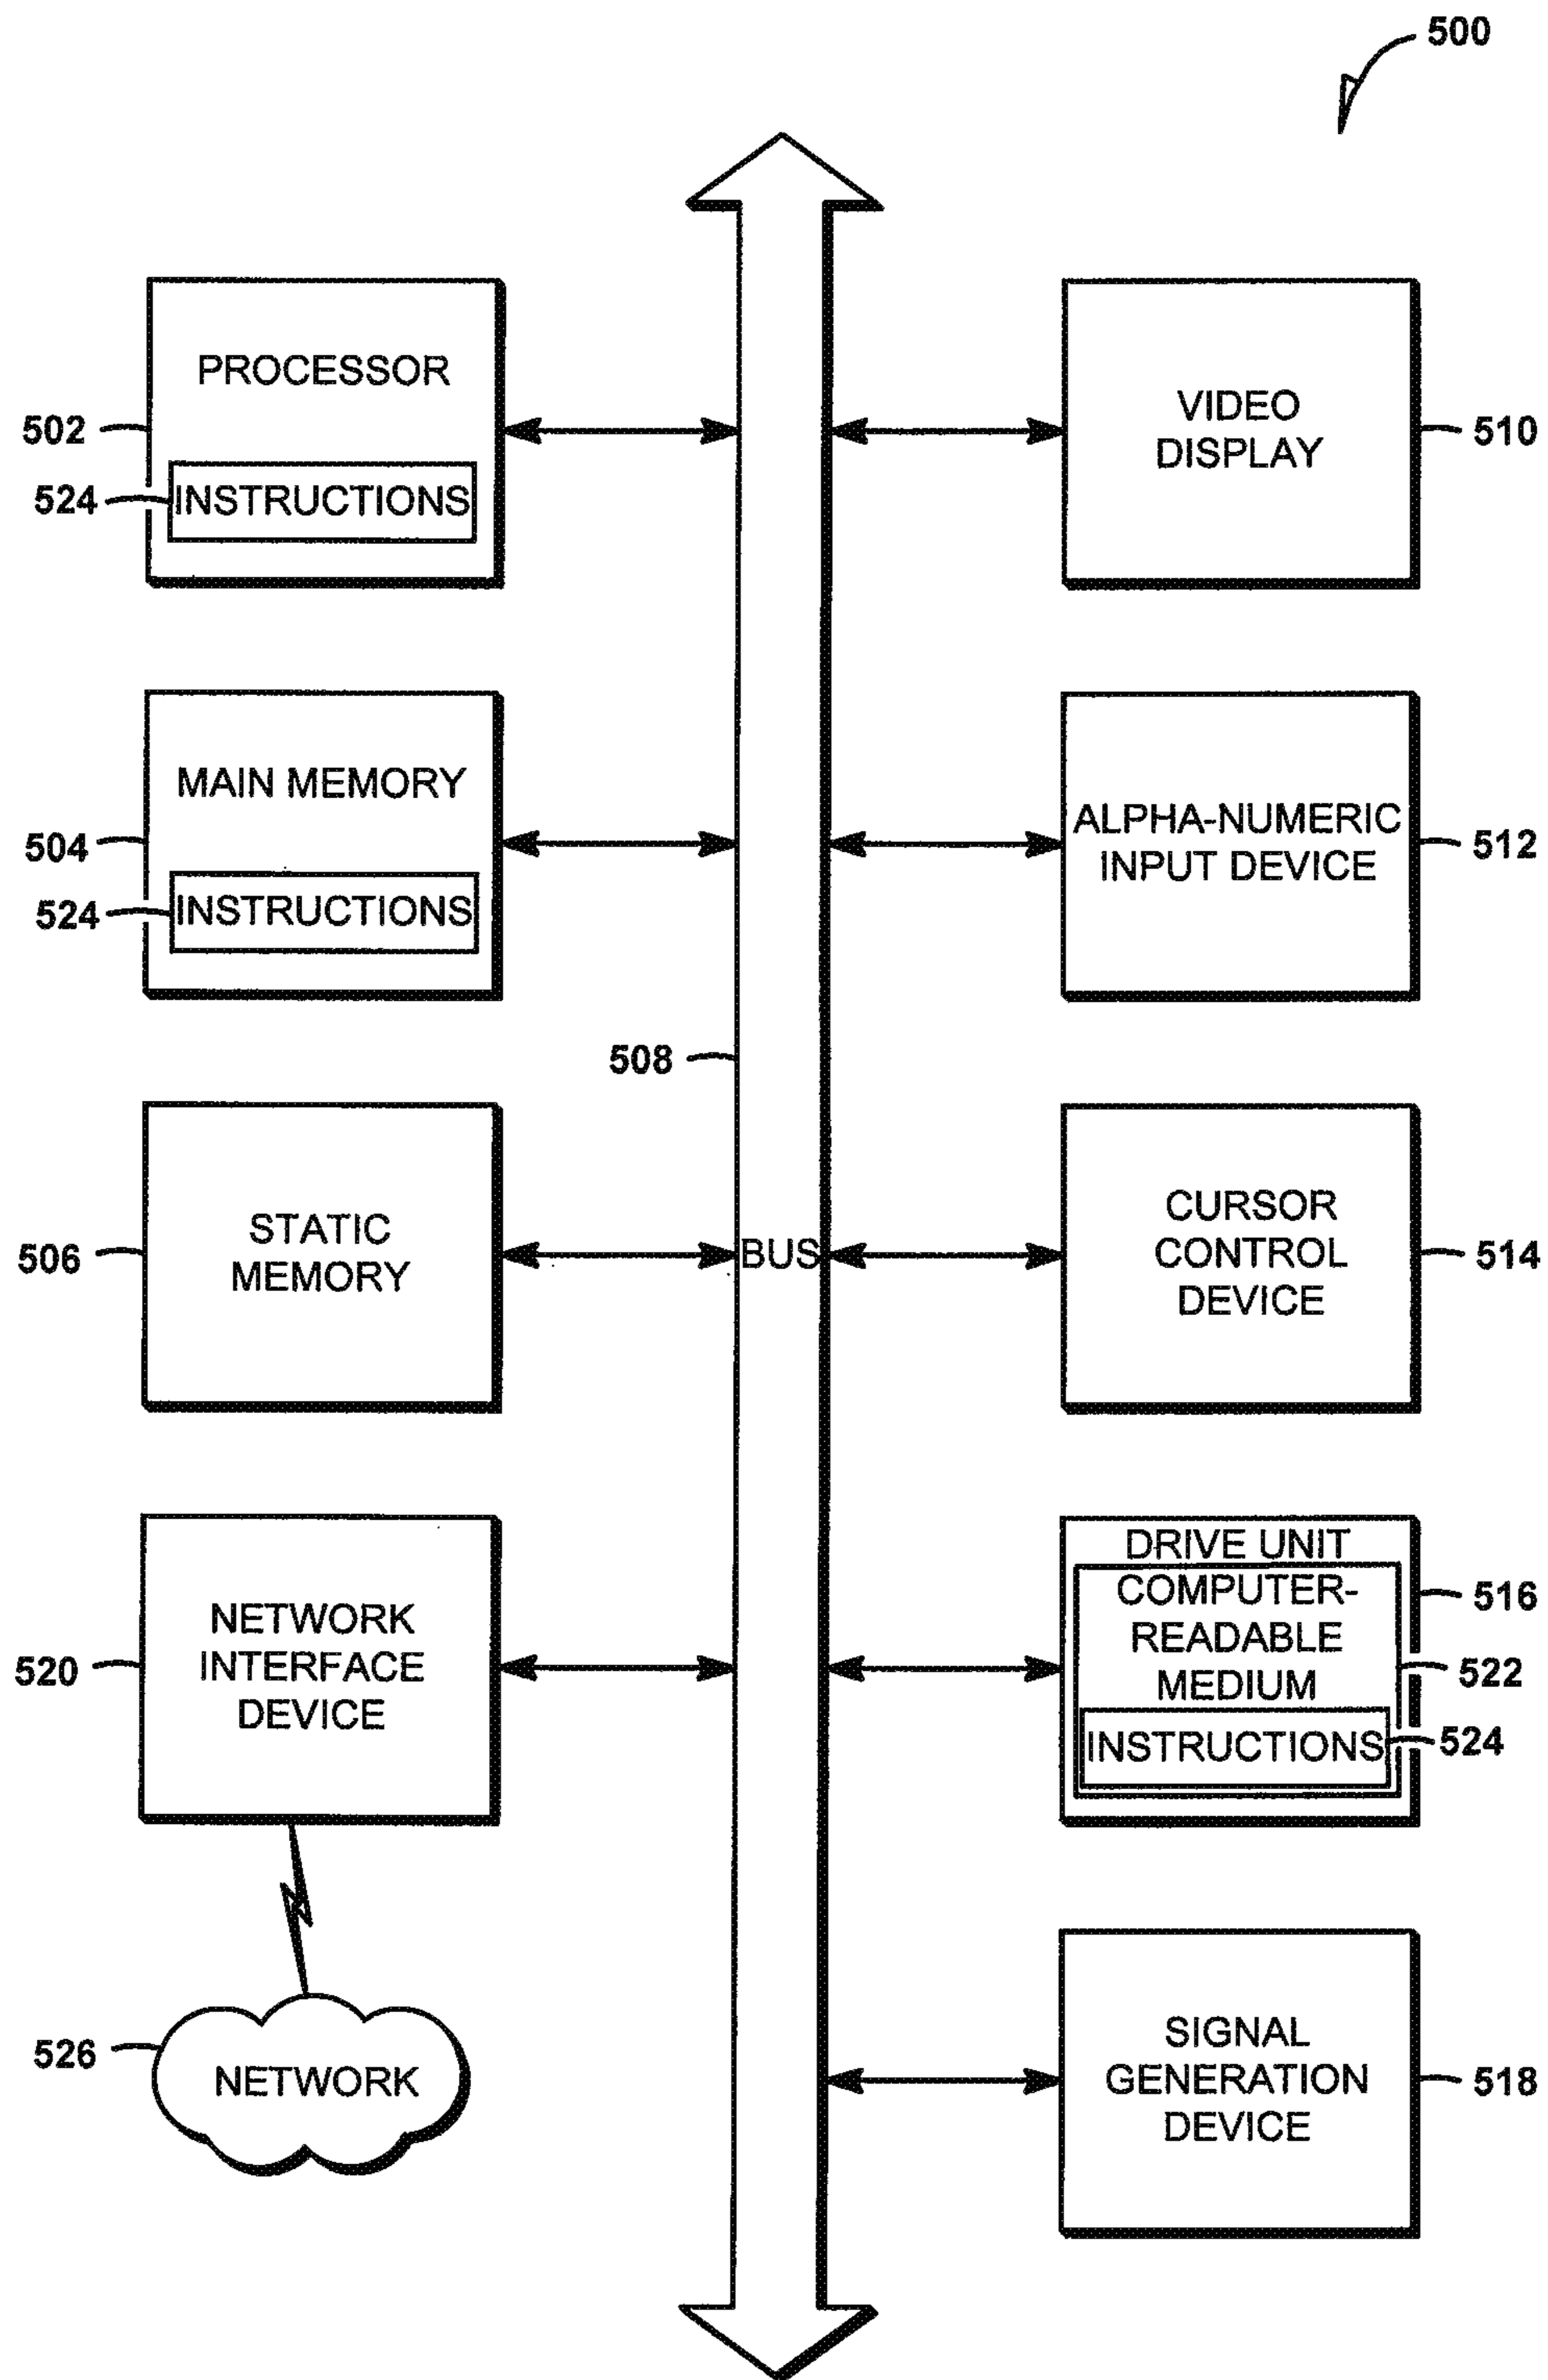 500
PROCESSOR
502
524
INSTRUCTIONS
VIDEO
DISPLAY
510
MAIN MEMORY
504
524
INSTRUCTIONS
ALPHA-NUMERIC
INPUT DEVICE
512
508
STATIC
MEMORY
506
BUS
CURSOR
CONTROL
DEVICE
514
NETWORK
INTERFACE
DEVICE
520
DRIVE UNIT
COMPUTER-
READABLE
MEDIUM
516
522
INSTRUCTIONS
524
526
NETWORK
SIGNAL
GENERATION
DEVICE
518